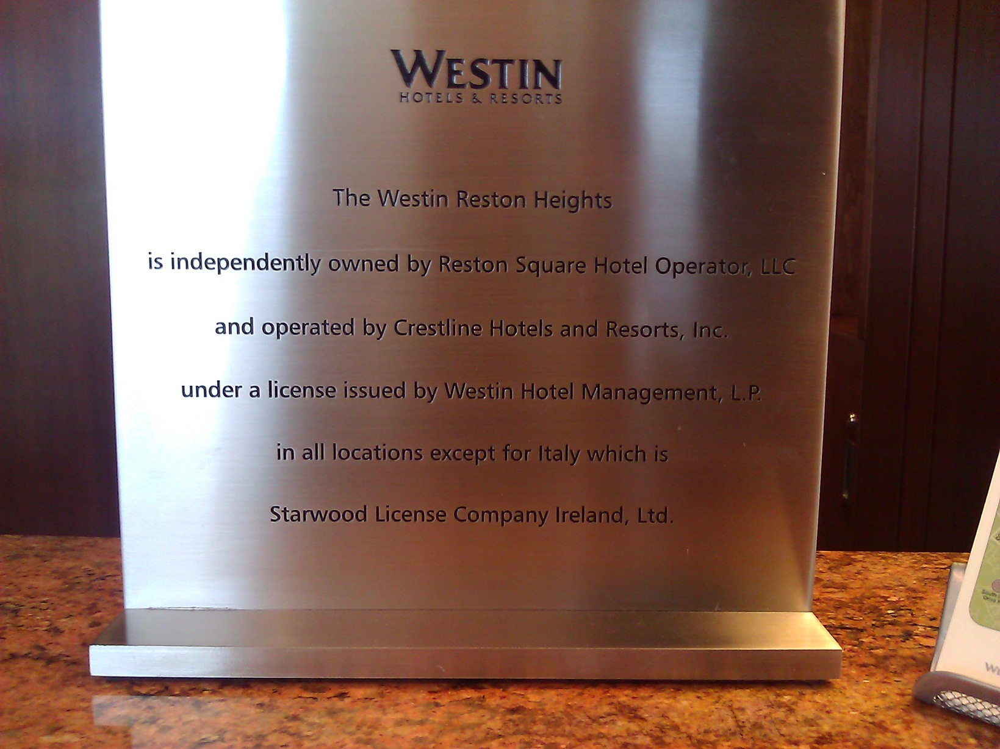 WESTIN
HOTELS & RESORTS
The Westin Reston Heights
is independently owned by Reston Square Hotel Operator, LLC
and operated by Crestline Hotels and Resorts, Inc.
under a license issued by Westin Hotel Management, L.P.
in all locations except for Italy which is
Starwood License Company Ireland, Ltd.